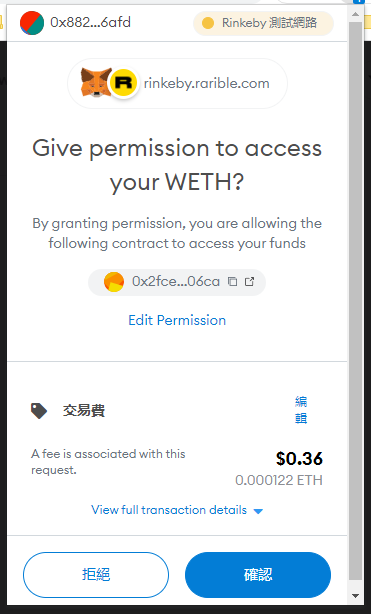 0x882...6afd
Rinkeby 測試網路
rinkeby.rarible.com
Give permission to access
your WETH?
By granting permission, you are allowing the
following contract to access your funds
0x2fce...06ca
Edit Permission
交易費
編
輯
A fee is associated with this
request.
$0.36
0.000122 ETH
View full transaction details
拒絕
確認